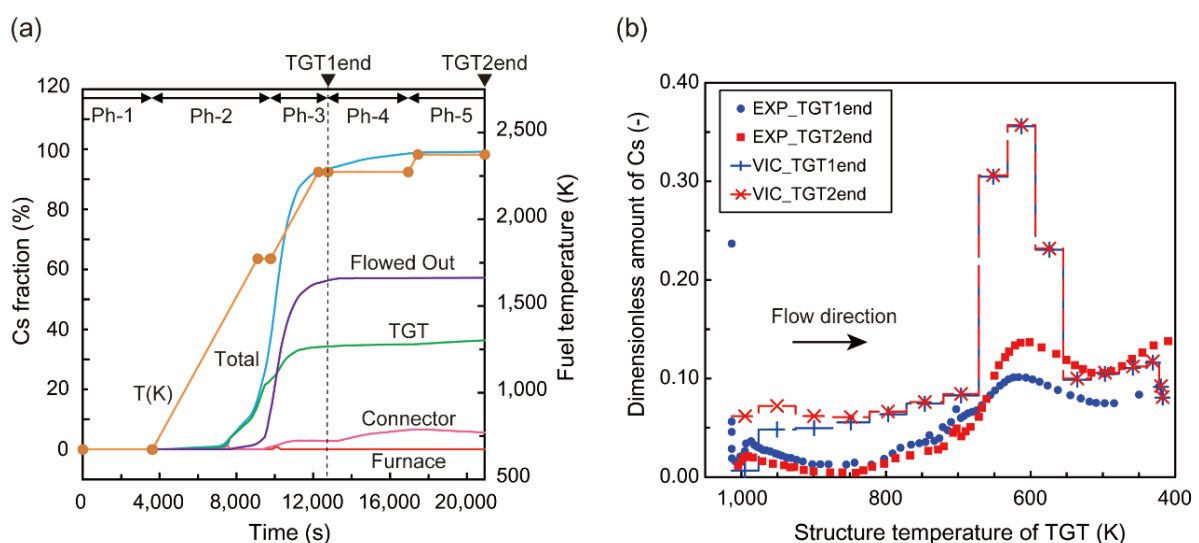 (a)
TGT1end
TGT2end
120
100
80
60
40
20
0
Cs fraction (%)
Ph-1
Ph-2
Ph-3
Ph-4
Ph-5
2,500
2,000
1,500
1,000
500
Fuel temperature (K)
Flowed Out
TGT
Total
T(K)
Connector
Furnace
0
4,000
8,000
12,000
16,000
20,000
Time (s)
(b)
0.40
0.30
0.20
0.10
0.00
Dimensionless amount of Cs (-)
EXP_TGT1end
EXP_TGT2end
VIC_TGT1end
VIC_TGT2end
Flow direction
1,000
800
600
400
Structure temperature of TGT (K)